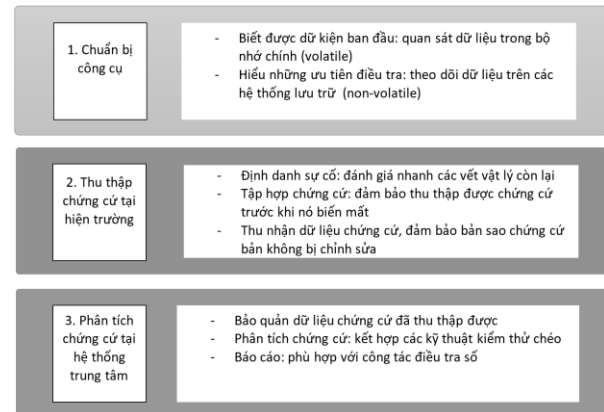 1. Chuẩn bị
công cụ
- Biết được dữ kiện ban đầu: quan sát dữ liệu trong bộ
nhớ chính (volatile)
- Hiểu những ưu tiên điều tra: theo dõi dữ liệu trên các
hệ thống lưu trữ (non-volatile)
2. Thu thập
chứng cứ tại
hiện trường
- Định danh sự cố: đánh giá nhanh các vết vật lý còn lại
- Tập hợp chứng cứ: đảm bảo thu thập được chứng cứ
trước khi nó biến mất
- Thu nhận dữ liệu chứng cứ, đảm bảo bản sao chứng cứ
bản không bị chỉnh sửa
3. Phân tích
chứng cứ tại
hệ thống
trung tâm
- Bảo quản dữ liệu chứng cứ đã thu thập được
- Phân tích chứng cứ: kết hợp các kỹ thuật kiểm thử chéo
- Báo cáo: phù hợp với công tác điều tra số